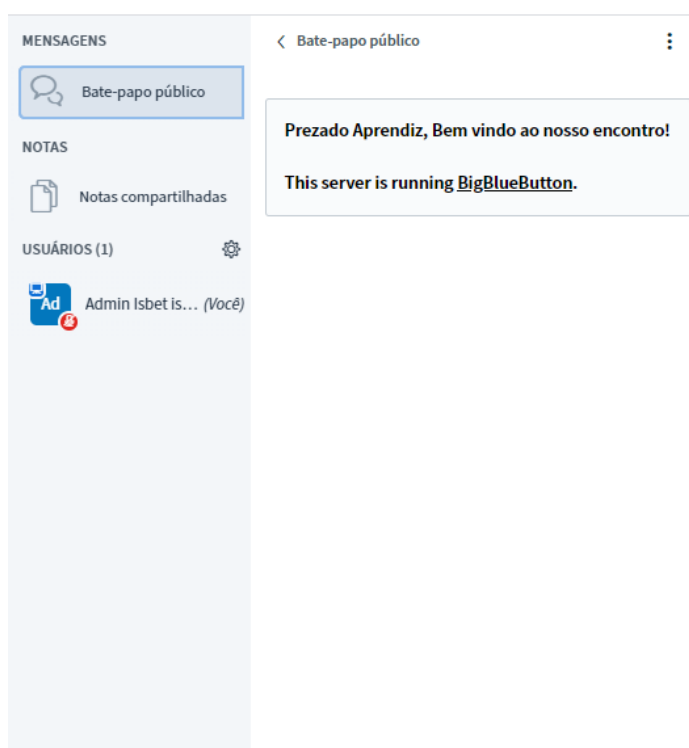 MENSAGENS
Bate-papo público
NOTAS
Notas compartilhadas
USUÁRIOS (1)
Ad
Admin Isbet is… (Você)
Bate-papo público
Prezado Aprendiz, Bem vindo ao nosso encontro!
This server is running BigBlueButton.